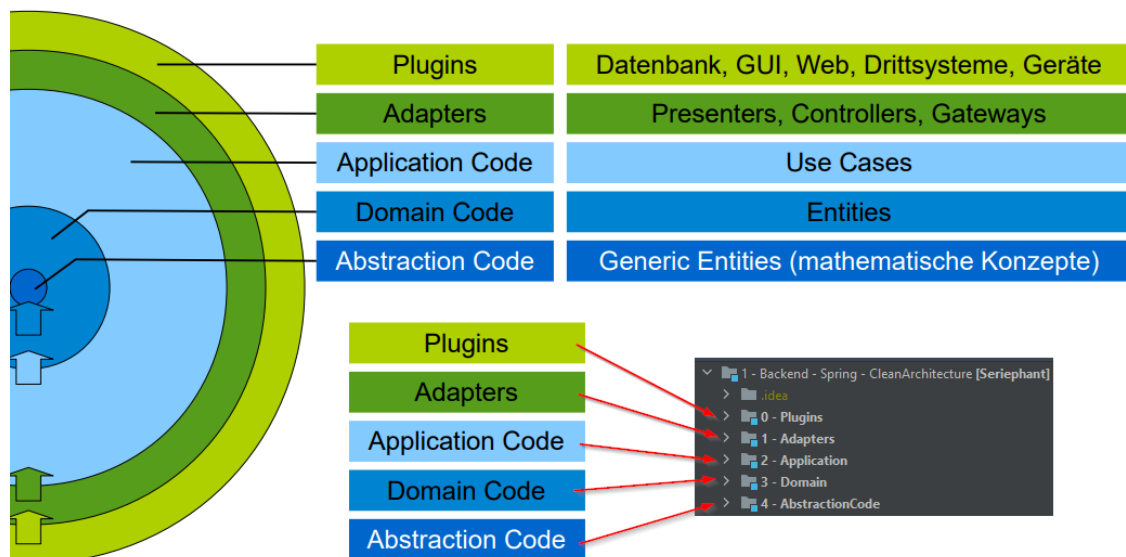 Plugins Datenbank, GUI, Web, Drittsysteme, Geräte
Adapters Presenters, Controllers, Gateways
Application Code Use Cases
Domain Code Entities
Abstraction Code Generic Entities (mathematische Konzepte)
Plugins
Adapters
Application Code
Domain Code
Abstraction Code
1 - Backend - Spring - CleanArchitecture [Seriephant]
.idea
0 - Plugins
1 - Adapters
2 - Application
3 - Domain
4 - AbstractionCode